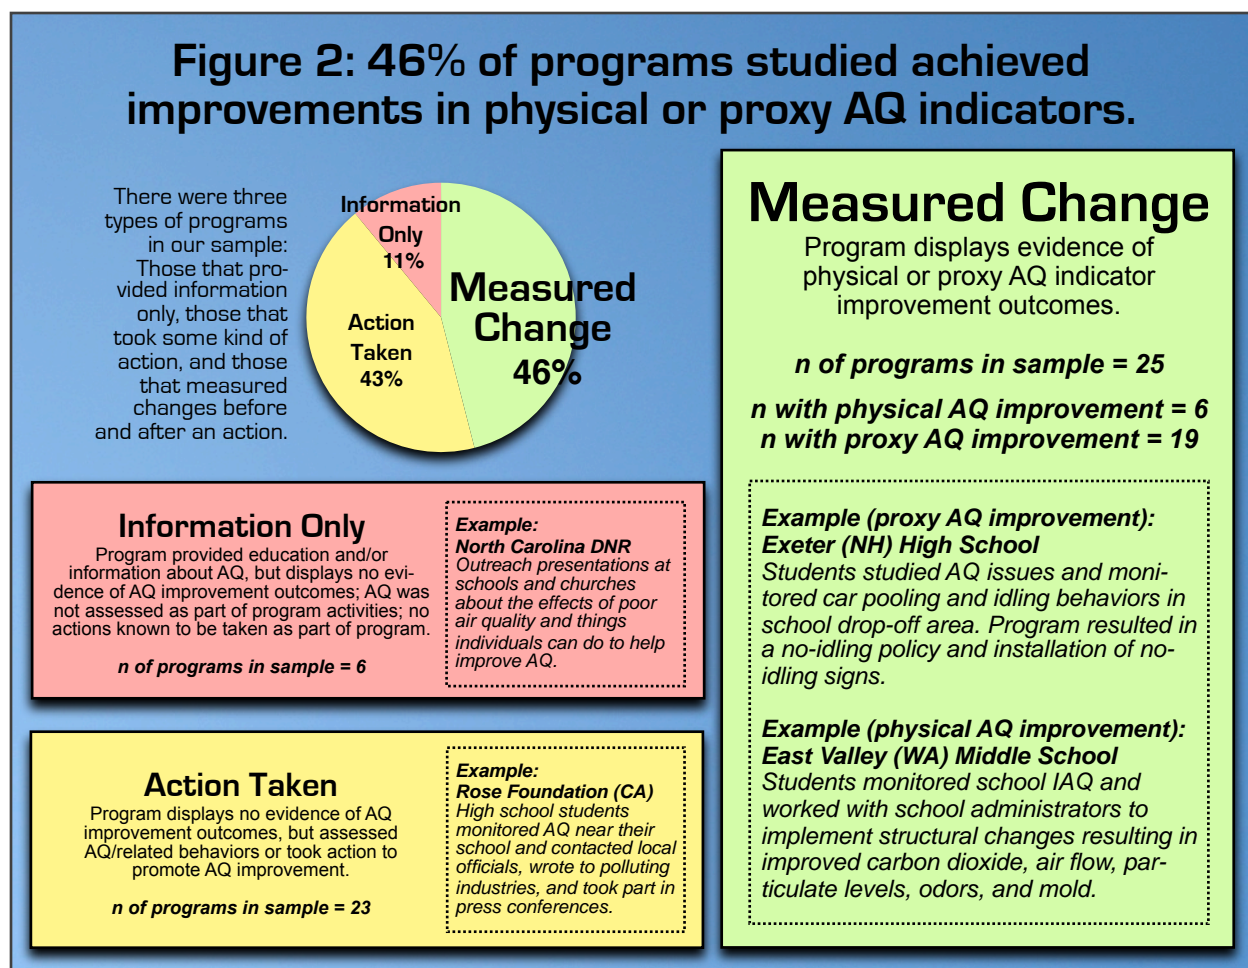 Figure 2: 46% of programs studied achieved
improvements in physical or proxy AQ indicators.
There were three
types of programs
in our sample:
Those that pro-
vided information
only, those that
took some kind of
action, and those
that measured
changes before
and after an action.
Information
Only
11%
Action
Taken
43%
Measured
Change
46%
Information Only
Program provided education and/or
information about AQ, but displays no evi-
dence of AQ improvement outcomes; AQ was
not assessed as part of program activities; no
actions known to be taken as part of program.
n of programs in sample = 6
Example:
North Carolina DNR
Outreach presentations at
schools and churches
about the effects of poor
air quality and things
individuals can do to help
improve AQ.
Action Taken
Program displays no evidence of AQ
improvement outcomes, but assessed
AQ/related behaviors or took action to
promote AQ improvement.
n of programs in sample = 23
Example:
Rose Foundation (CA)
High school students
monitored AQ near their
school and contacted local
officials, wrote to polluting
industries, and took part in
press conferences.
Measured Change
Program displays evidence of
physical or proxy AQ indicator
improvement outcomes.
n of programs in sample = 25
n with physical AQ improvement = 6
n with proxy AQ improvement = 19
Example (proxy AQ improvement):
Exeter (NH) High School
Students studied AQ issues and moni-
tored car pooling and idling behaviors in
school drop-off area. Program resulted in
a no-idling policy and installation of no-
idling signs.
Example (physical AQ improvement):
East Valley (WA) Middle School
Students monitored school IAQ and
worked with school administrators to
implement structural changes resulting in
improved carbon dioxide, air flow, par-
ticulate levels, odors, and mold.